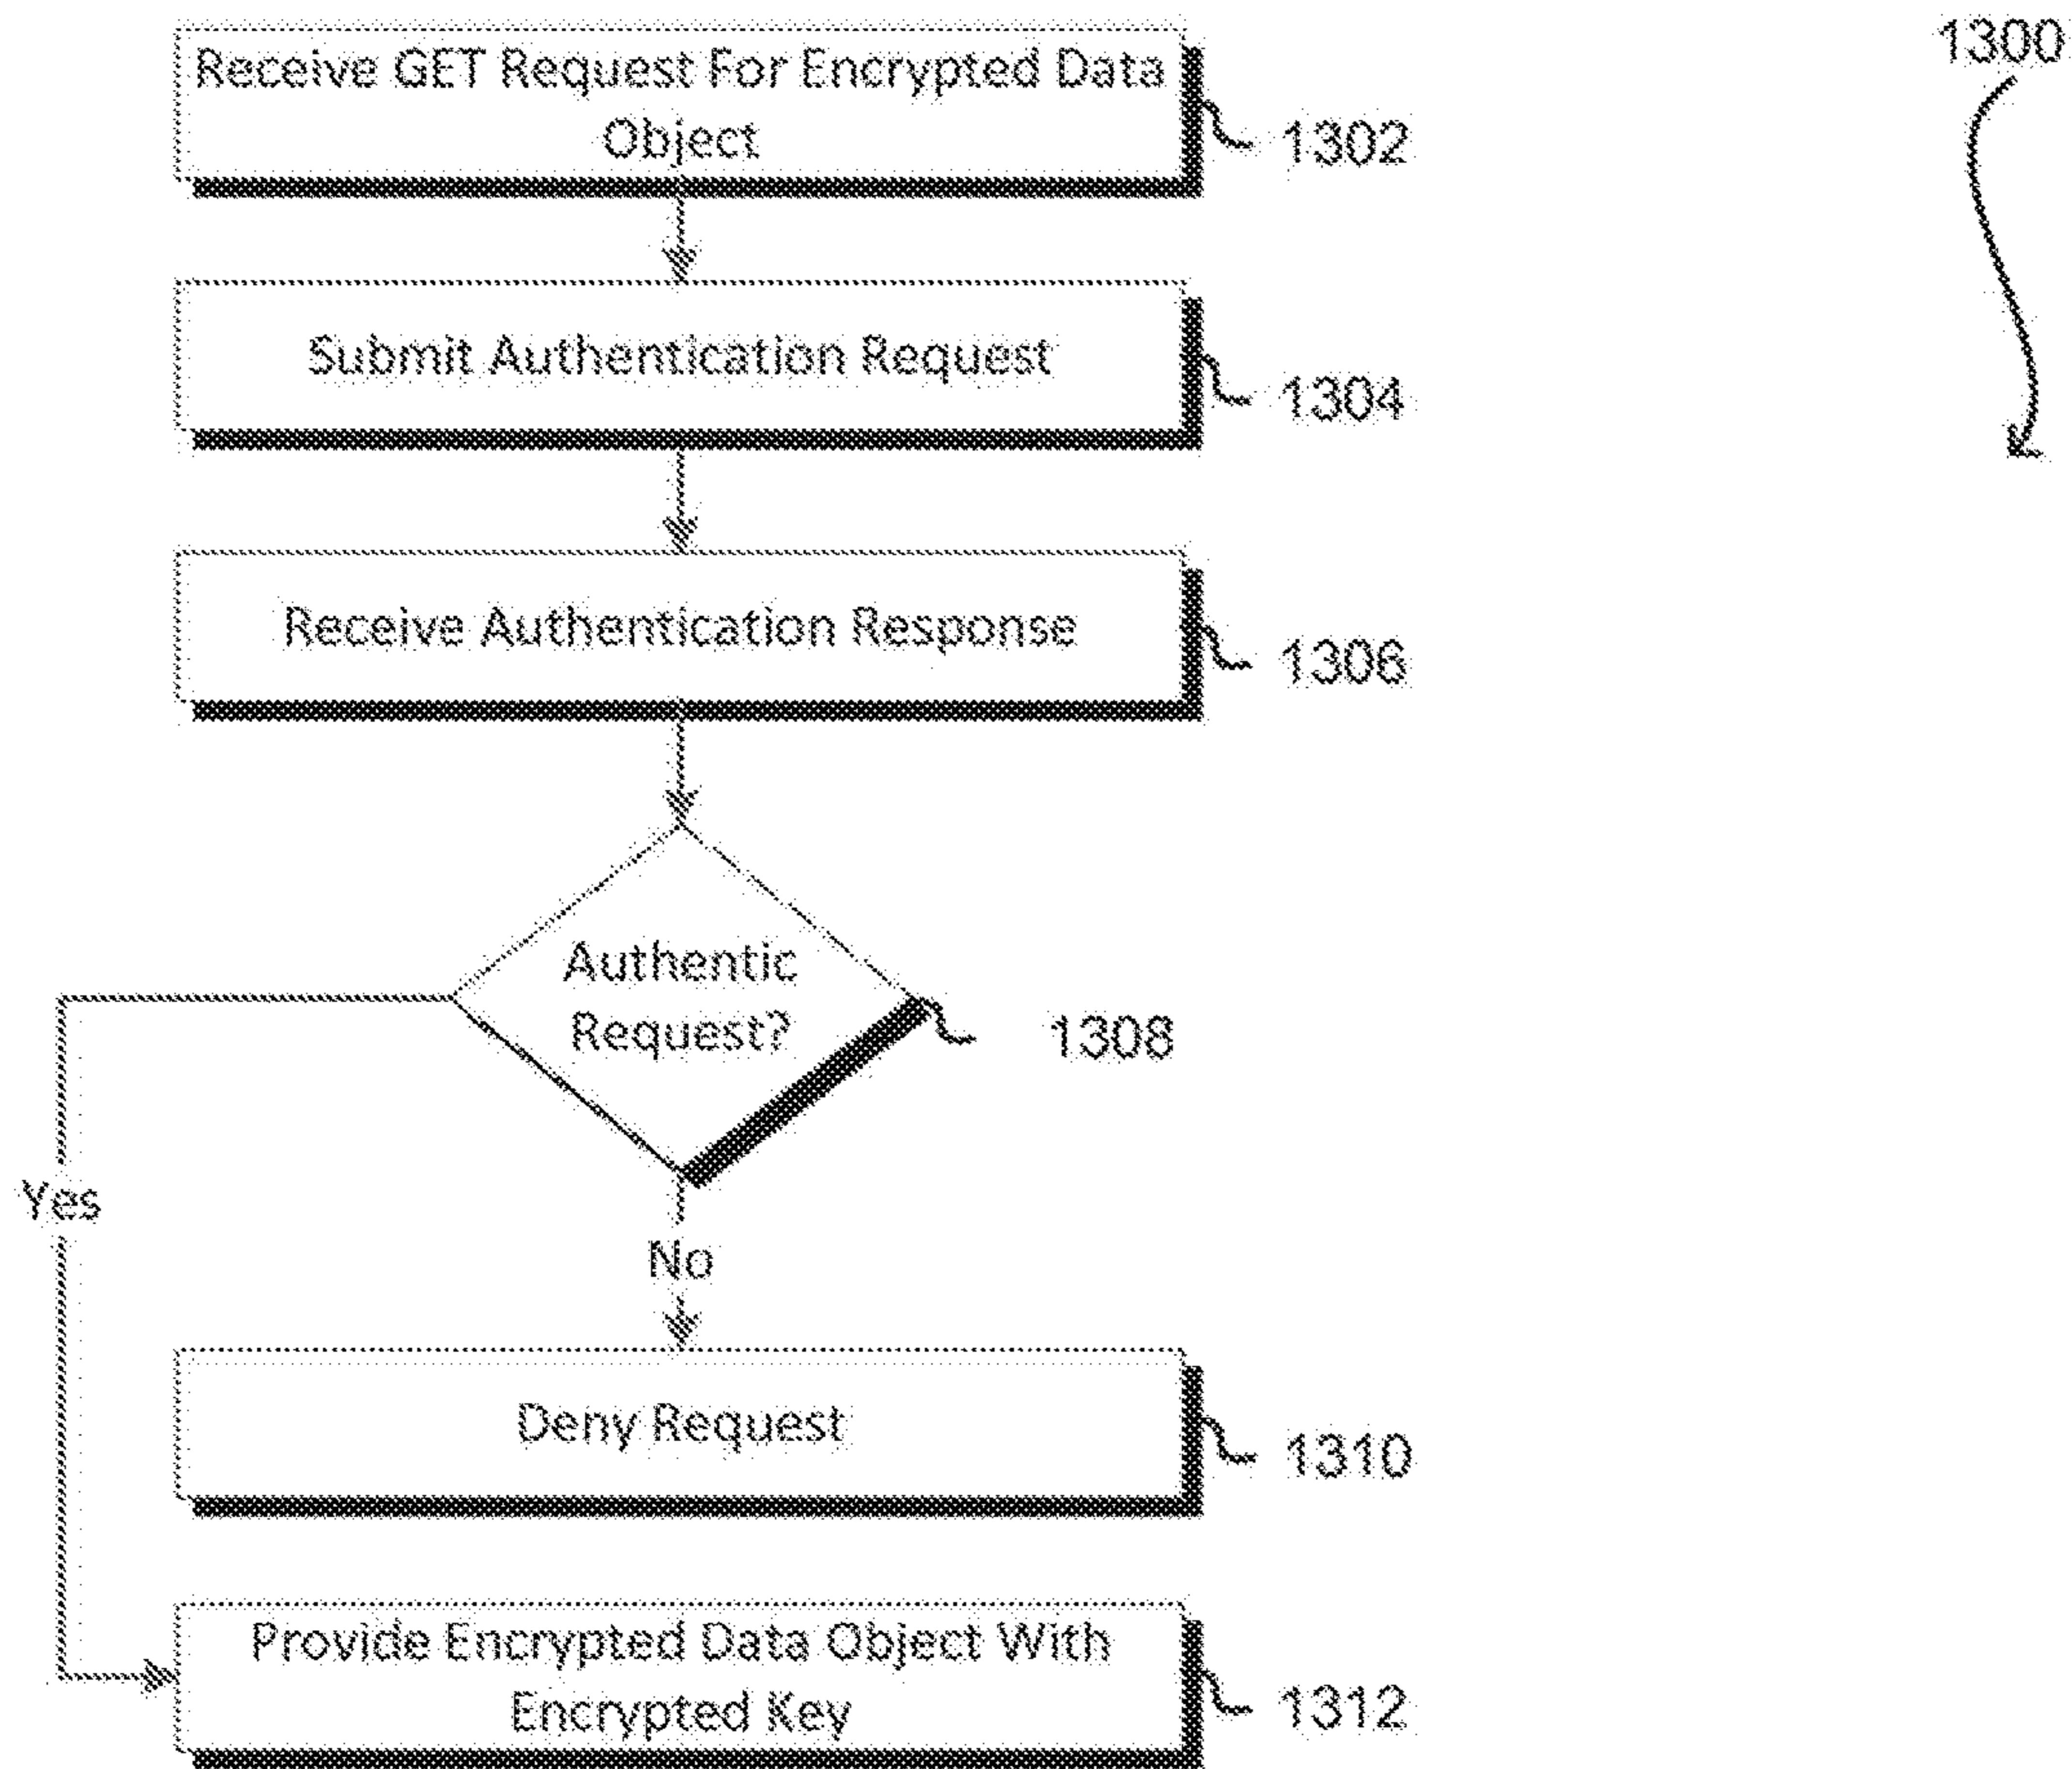 1300
Receive GET Request For Encrypted Data
Object
1302
Submit Authentication Request
1304
Receive Authentication Response
1306
Authentic
Request?
1308
Yes
No
Deny Request
1310
Provide Encrypted Data Object With
Encrypted Key
1312